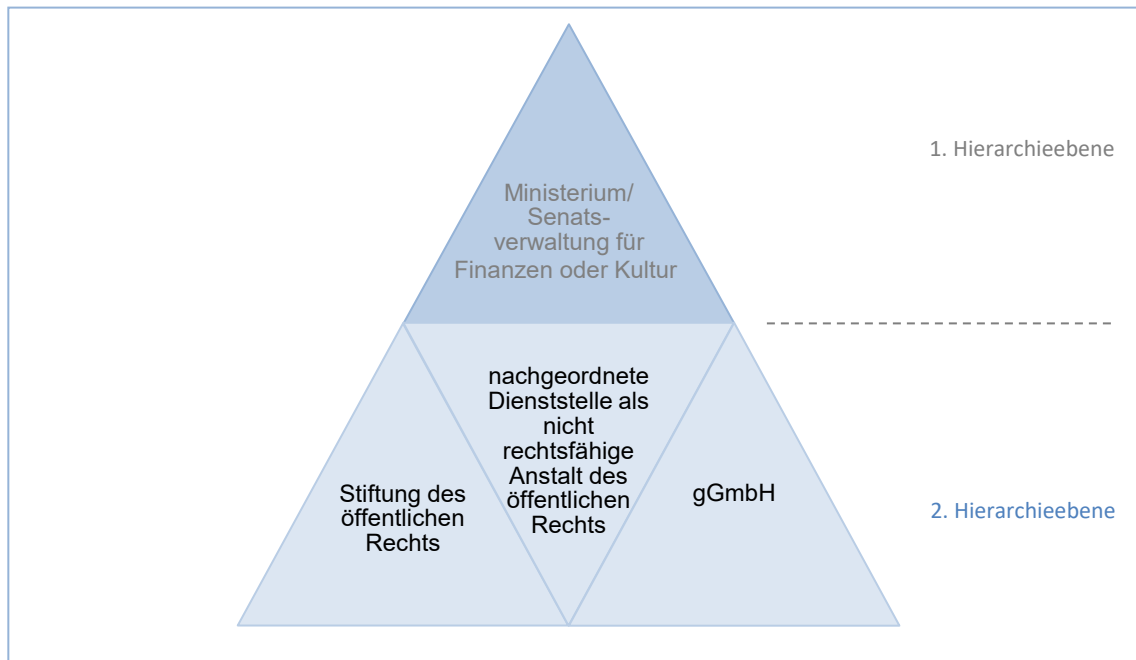 1. Hierarchieebene
Ministerium/
Senats-
verwaltung für
Finanzen oder Kultur
nachgeordnete
Dienststelle als
nicht
rechtsfähige
Anstalt des
öffentlichen
Rechts
Stiftung des
öffentlichen
Rechts
gGmbH
2. Hierarchieebene